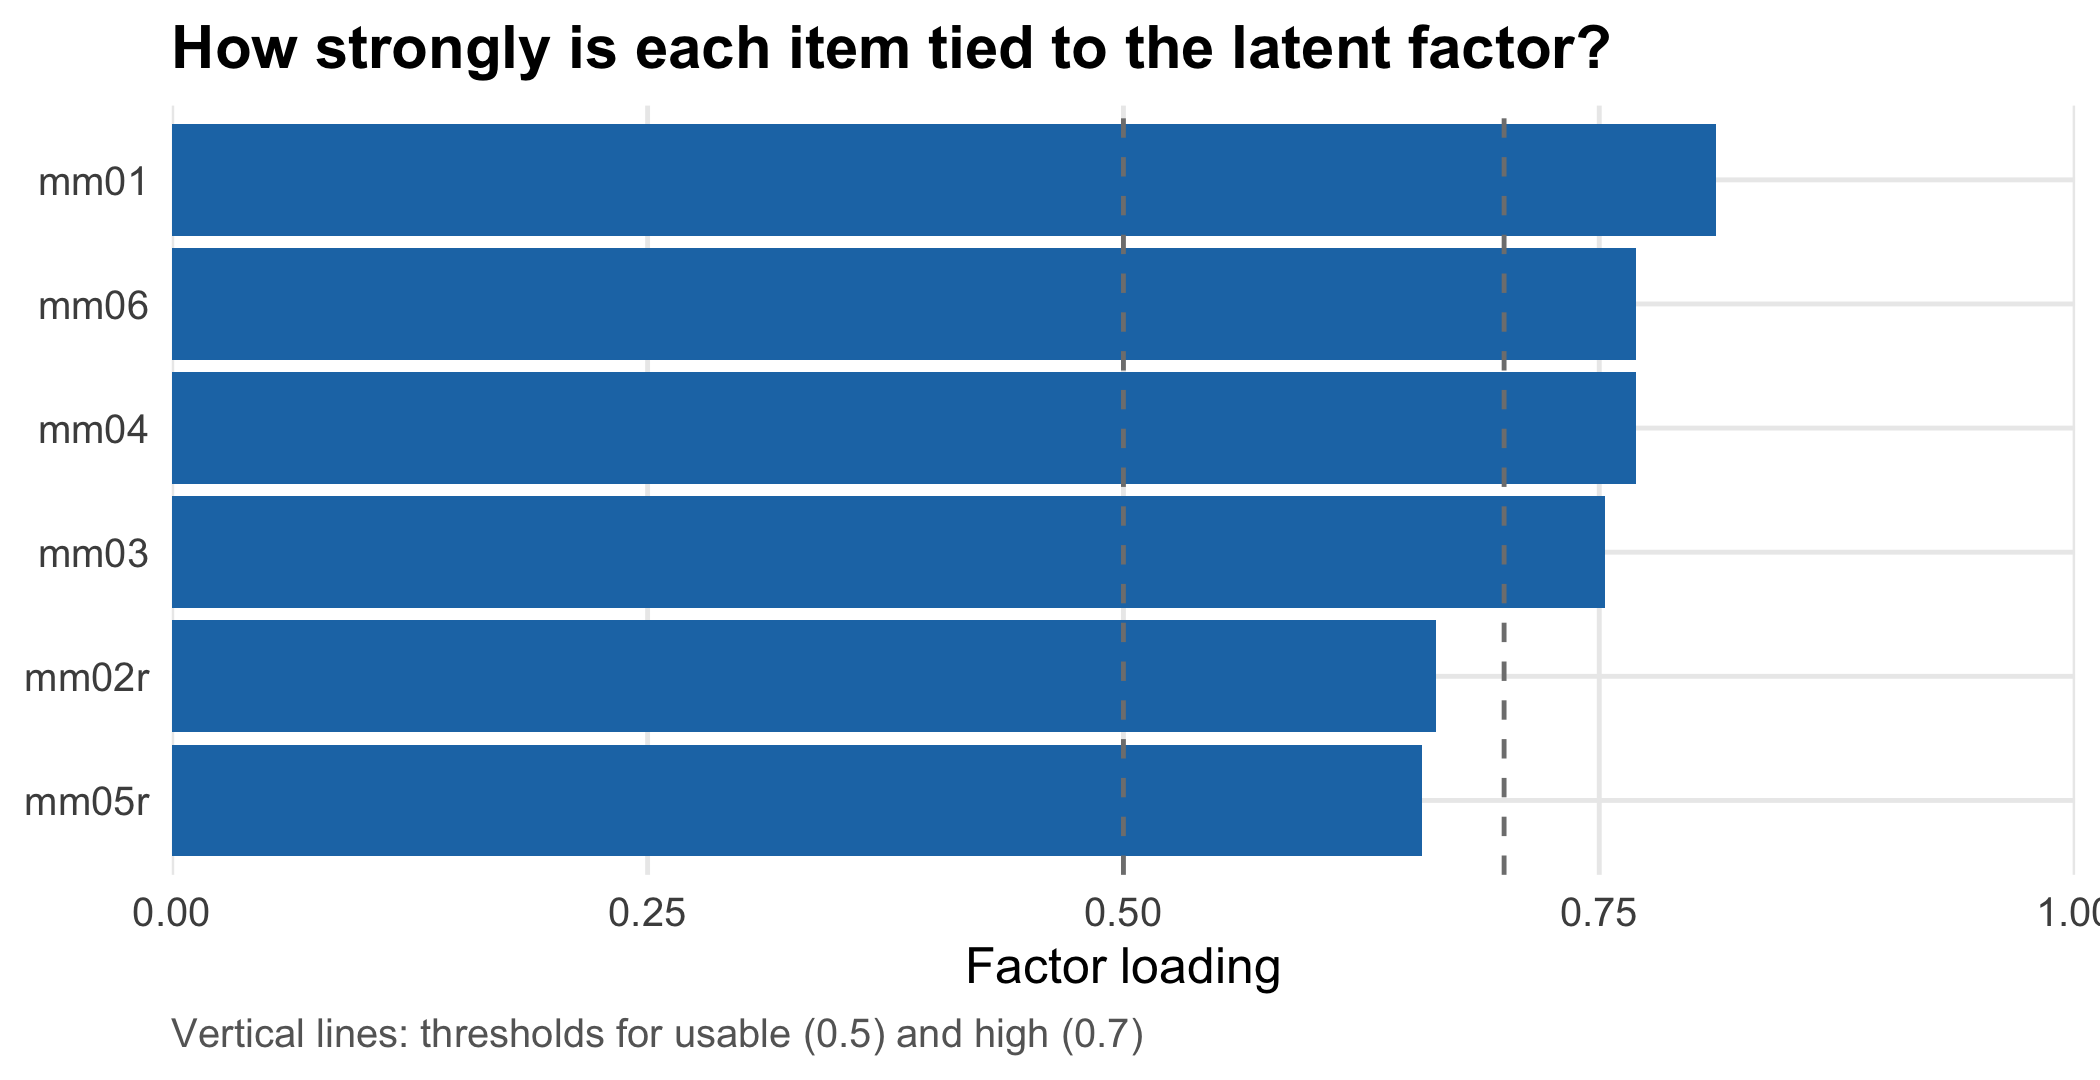 How strongly is each item tied to the latent factor?
mm01
mm06
mm04
mm03
mm02r
mm05r
0.00 0.25 0.50 0.75 1.00
Factor loading
Vertical lines: thresholds for usable (0.5) and high (0.7)